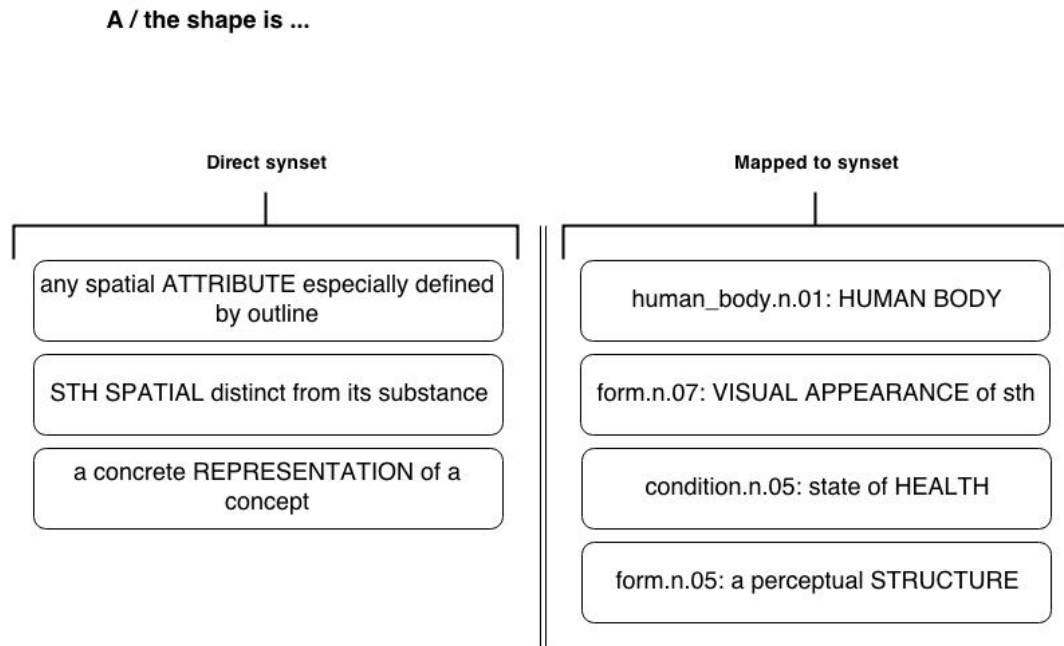 A / the shape is ...
Direct synset
any spatial ATTRIBUTE especially defined
by outline
STH SPATIAL distinct from its substance
a concrete REPRESENTATION of a
concept
Mapped to synset
human_body.n.01: HUMAN BODY
form.n.07: VISUAL APPEARANCE of sth
condition.n.05: state of HEALTH
form.n.05: a perceptual STRUCTURE